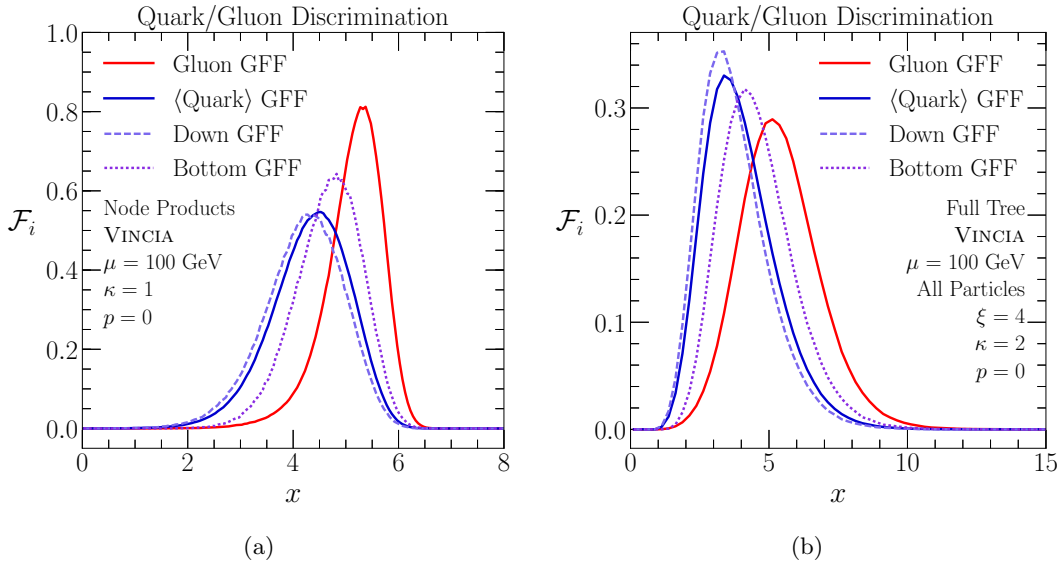 Quark/Gluon Discrimination
1.0
0.8
0.6
0.4
0.2
0.0
ℱᵢ
Gluon GFF
⟨Quark⟩ GFF
Down GFF
Bottom GFF
Node Products
VINCIA
μ = 100 GeV
κ = 1
p = 0
0 2 4 6 8
x
(a)
Quark/Gluon Discrimination
0.3
0.2
0.1
0.0
ℱᵢ
Gluon GFF
⟨Quark⟩ GFF
Down GFF
Bottom GFF
Full Tree
VINCIA
μ = 100 GeV
All Particles
ξ = 4
κ = 2
p = 0
0 5 10 15
x
(b)